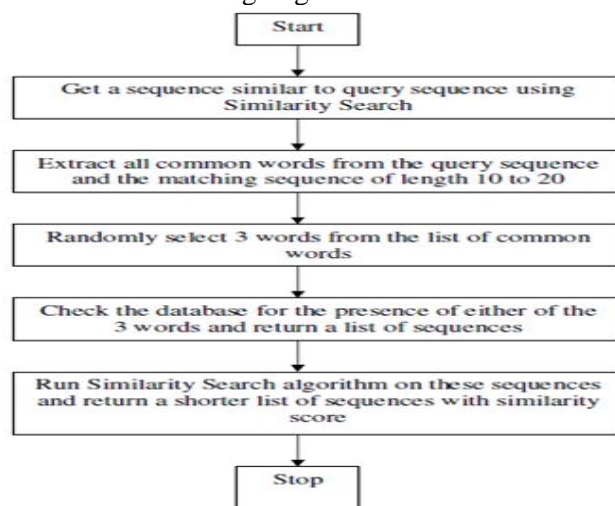 Start
Get a sequence similar to query sequence using
Similarity Search
Extract all common words from the query sequence
and the matching sequence of length 10 to 20
Randomly select 3 words from the list of common
words
Check the database for the presence of either of the
3 words and return a list of sequences
Run Similarity Search algorithm on these sequences
and return a shorter list of sequences with similarity
score
Stop